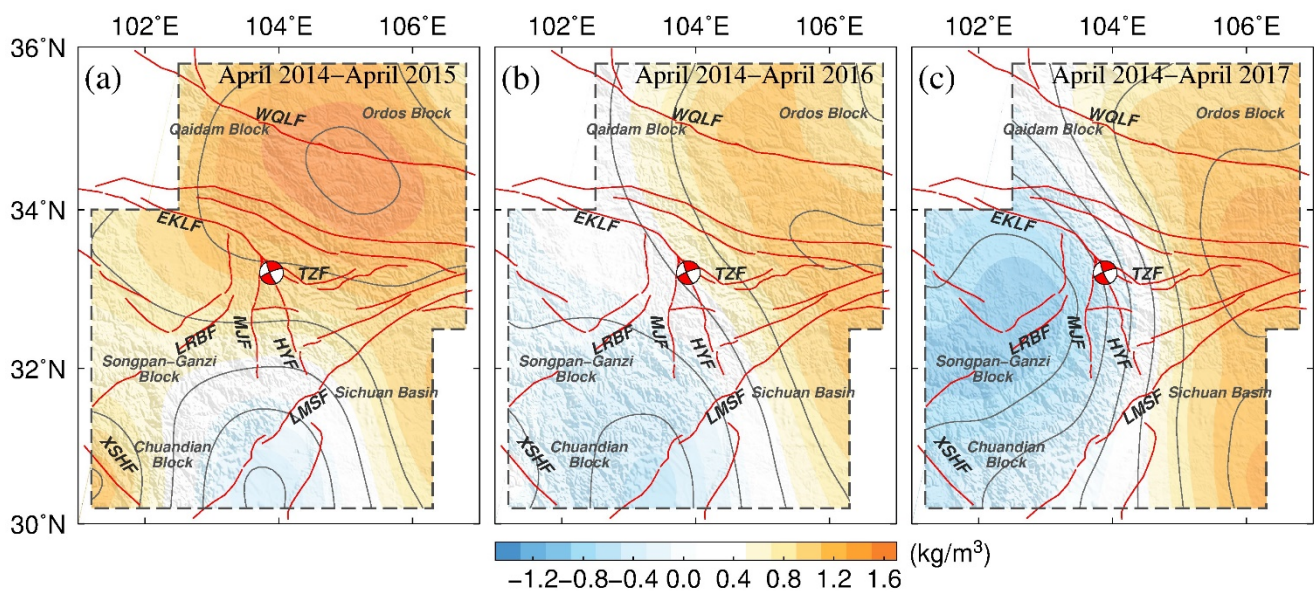 102˚E 104˚E 106˚E 102˚E 104˚E 106˚E 102˚E 104˚E 106˚E
36˚N
34˚N
32˚N
30˚N
(a)
April 2014–April 2015
WQLF
Ordos Block
Qaidam Block
EKLF
TZF
LRBF
MJF
HYF
Songpan–Ganzi
Block
Sichuan Basin
LMSF
XSHF
Chuandian
Block
(b)
April 2014–April 2016
WQLF
Ordos Block
Qaidam Block
EKLF
TZF
LRBF
MJF
HYF
Songpan–Ganzi
Block
Sichuan Basin
LMSF
XSHF
Chuandian
Block
(c)
April 2014–April 2017
WQLF
Ordos Block
Qaidam Block
EKLF
TZF
LRBF
MJF
HYF
Songpan–Ganzi
Block
Sichuan Basin
LMSF
XSHF
Chuandian
Block
(kg/m³)
−1.2 −0.8 −0.4 0.0 0.4 0.8 1.2 1.6